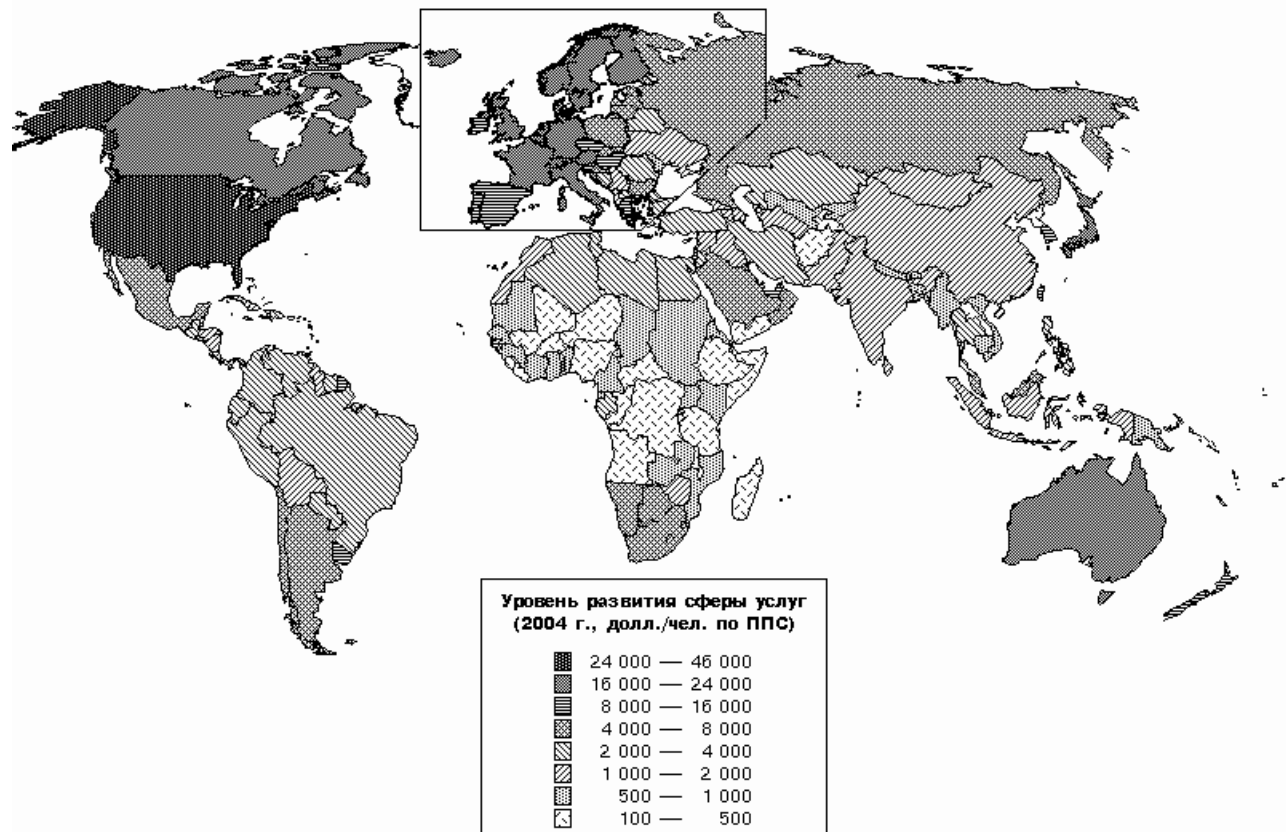 Уровень развития сферы услуг
(2004 г., долл./чел. по ППС)
24 000 — 46 000
16 000 — 24 000
8 000 — 16 000
4 000 — 8 000
2 000 — 4 000
1 000 — 2 000
500 — 1 000
100 — 500